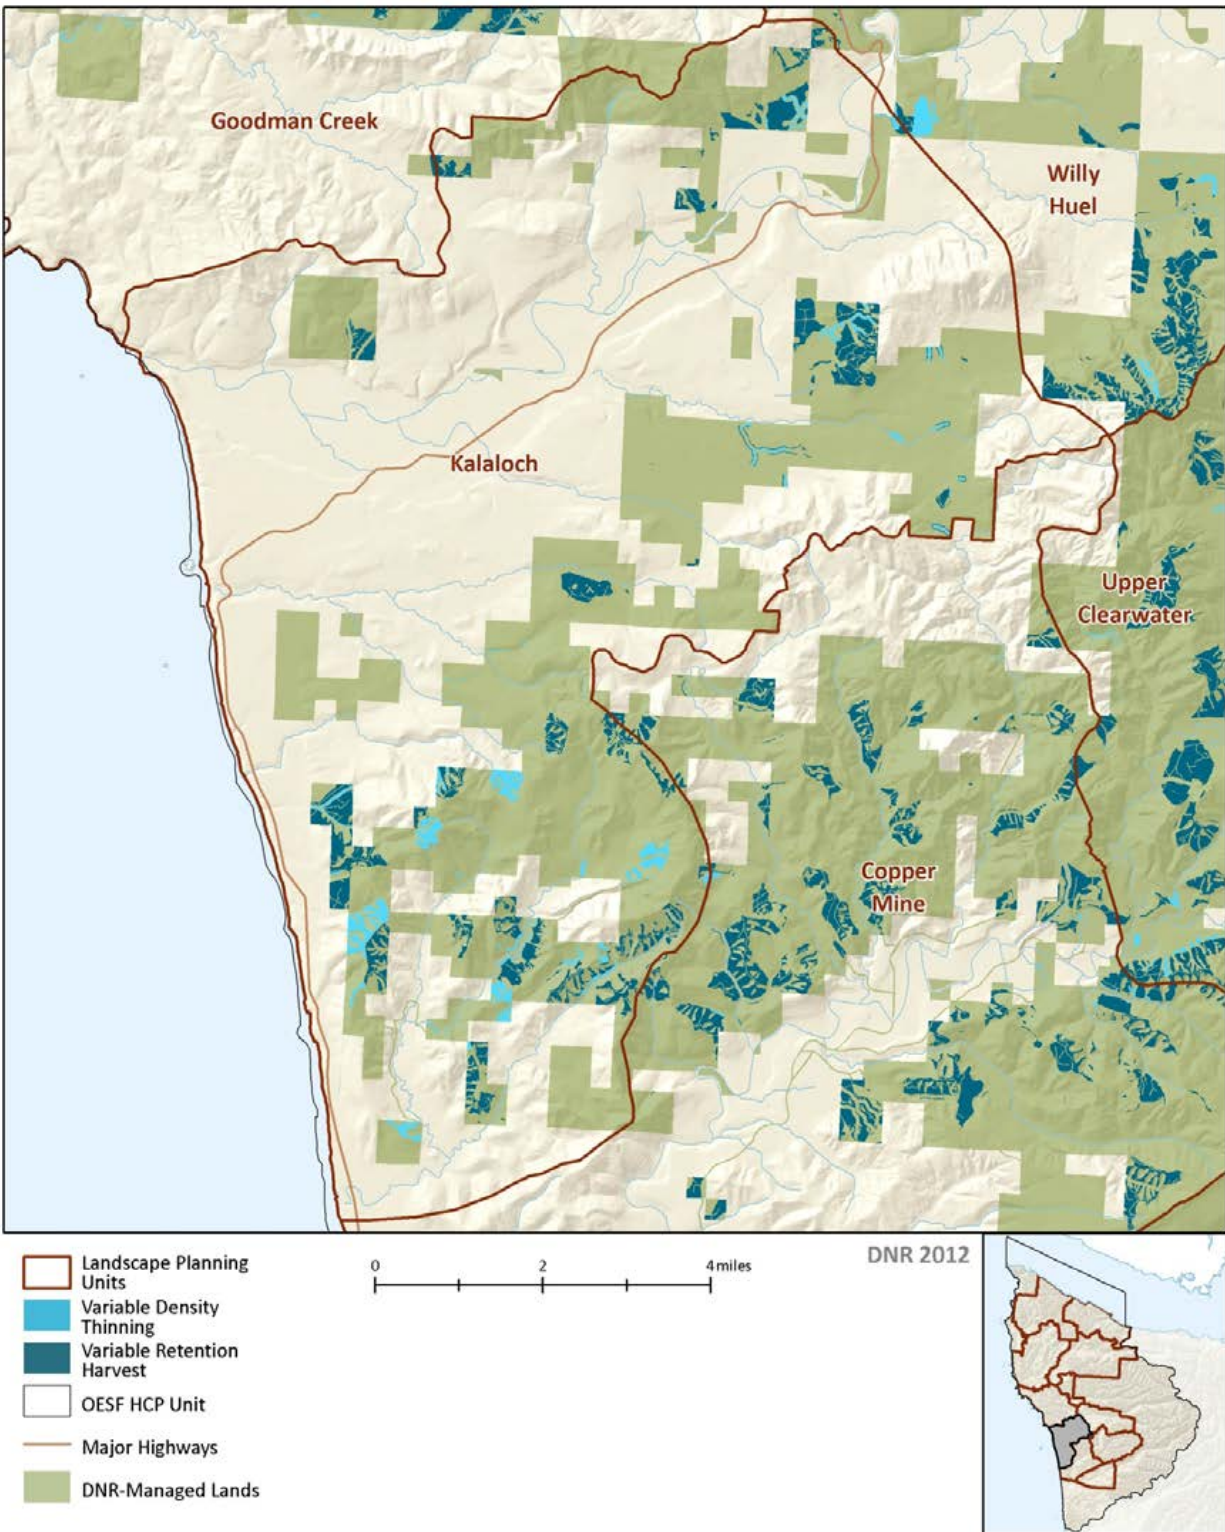 Goodman Creek
Willy
Huel
Kalaloch
Upper
Clearwater
Copper
Mine
Landscape Planning
Units
Variable Density
Thinning
Variable Retention
Harvest
OESF HCP Unit
Major Highways
DNR-Managed Lands
0 2 4 miles
DNR 2012